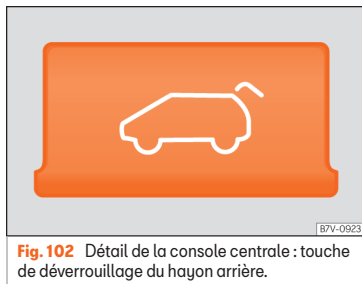 B7V-0923
Fig. 102 Détail de la console centrale : touche
de déverrouillage du hayon arrière.